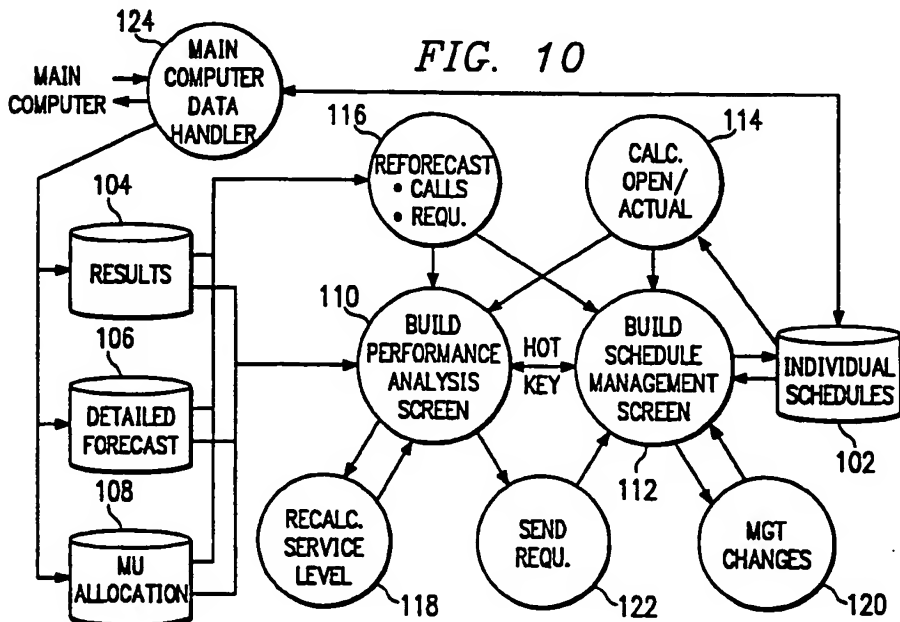 124
MAIN
COMPUTER
DATA
HANDLER
MAIN
COMPUTER
FIG. 10
116
REFORECAST
• CALLS
• REQU.
114
CALC.
OPEN/
ACTUAL
104
RESULTS
110
BUILD
PERFORMANCE
ANALYSIS
SCREEN
HOT
KEY
BUILD
SCHEDULE
MANAGEMENT
SCREEN
112
INDIVIDUAL
SCHEDULES
102
106
DETAILED
FORECAST
108
MU
ALLOCATION
RECALC.
SERVICE
LEVEL
118
SEND
REQU.
122
MGT
CHANGES
120